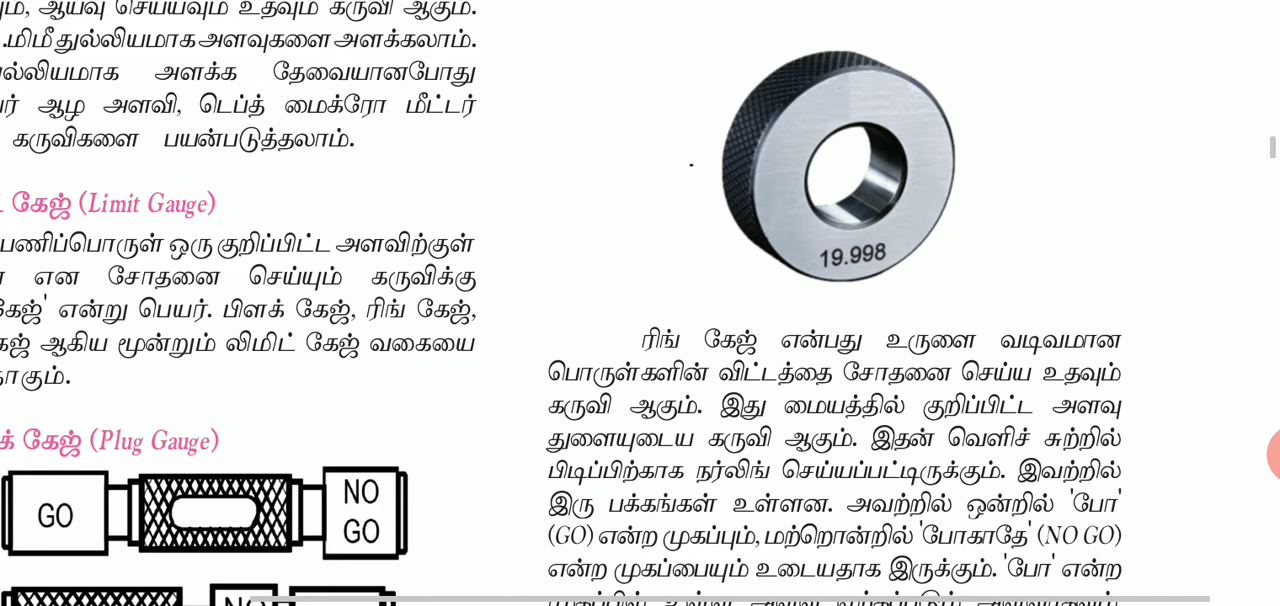 ஆய்வு செய்யவும் உதவும் கருவி ஆகும்.
.மிமீ துல்லியமாக அளவுகளை அளக்கலாம்.
அளக்க தேவையானபோது
ஆழ அளவி, டெப்த் மைக்ரோ மீட்டர்
கருவிகளை பயன்படுத்தலாம்.
கேஜ் (Limit Gauge)
பணிப்பொருள் ஒரு குறிப்பிட்ட அளவிற்குள்
என சோதனை செய்யும் கருவிக்கு
கேஜ்' என்று பெயர். பிளக் கேஜ், ரிங் கேஜ்,
ஆகிய மூன்றும் லிமிட் கேஜ் வகையை
கேஜ் (Plug Gauge)
GO
NO
GO
NO
19.998
ரிங் கேஜ் என்பது உருளை வடிவமான
பொருள்களின் விட்டத்தை சோதனை செய்ய உதவும்
கருவி ஆகும். இது மையத்தில் குறிப்பிட்ட அளவு
துளையுடைய கருவி ஆகும். இதன் வெளிச் சுற்றில்
பிடிப்பிற்காக நர்லிங் செய்யப்பட்டிருக்கும். இவற்றில்
இரு பக்கங்கள் உள்ளன. அவற்றில் ஒன்றில் 'போ'
(GO) என்ற முகப்பும், மற்றொன்றில் 'போகாதே' (NO GO)
என்ற முகப்பையும் உடையதாக இருக்கும். 'போ' என்ற